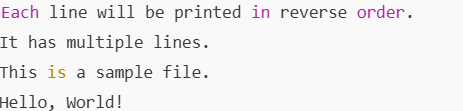 Each line will be printed in reverse order.
It has multiple lines.
This is a sample file.
Hello, World!